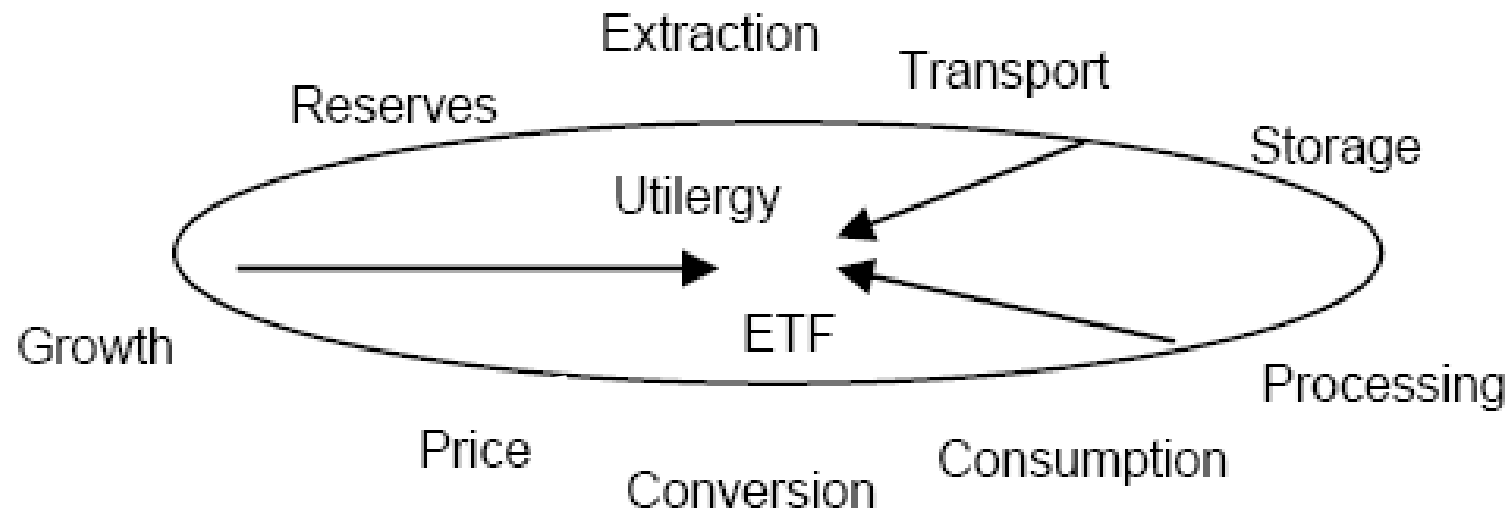 Extraction
Transport
Reserves
Storage
Utilergy
ETF
Growth
Processing
Price
Consumption
Conversion